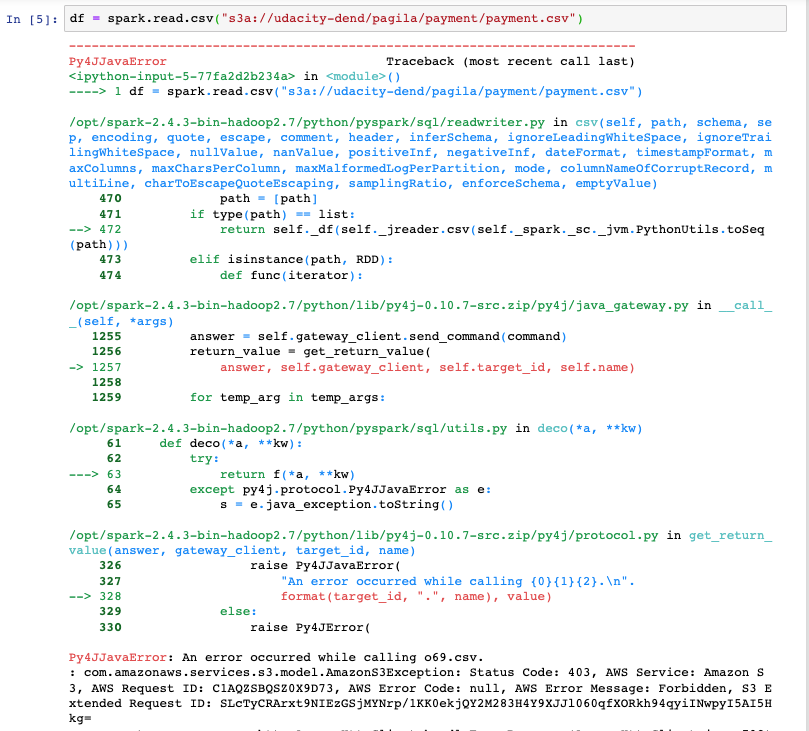 In [5]: df = spark.read.csv("s3a://udacity-dend/pagila/payment/payment.csv")
---------------------------------------------------------------------------
Py4JJavaError                             Traceback (most recent call last)
<ipython-input-5-77fa2d2b234a> in <module>()
----> 1 df = spark.read.csv("s3a://udacity-dend/pagila/payment/payment.csv")
/opt/spark-2.4.3-bin-hadoop2.7/python/pyspark/sql/readwriter.py in csv(self, path, schema, se
p, encoding, quote, escape, comment, header, inferSchema, ignoreLeadingWhiteSpace, ignoreTrai
lingWhiteSpace, nullValue, nanValue, positiveInf, negativeInf, dateFormat, timestampFormat, m
axColumns, maxCharsPerColumn, maxMalformedLogPerPartition, mode, columnNameOfCorruptRecord, m
ultiLine, charToEscapeQuoteEscaping, samplingRatio, enforceSchema, emptyValue)
    470             path = [path]
    471         if type(path) == list:
--> 472             return self._df(self._jreader.csv(self._spark._sc._jvm.PythonUtils.toSeq
(path)))
    473         elif isinstance(path, RDD):
    474             def func(iterator):
/opt/spark-2.4.3-bin-hadoop2.7/python/lib/py4j-0.10.7-src.zip/py4j/java_gateway.py in __call_
_(self, *args)
   1255         answer = self.gateway_client.send_command(command)
   1256         return_value = get_return_value(
-> 1257             answer, self.gateway_client, self.target_id, self.name)
   1258
   1259         for temp_arg in temp_args:
/opt/spark-2.4.3-bin-hadoop2.7/python/pyspark/sql/utils.py in deco(*a, **kw)
     61     def deco(*a, **kw):
     62         try:
---> 63             return f(*a, **kw)
     64         except py4j.protocol.Py4JJavaError as e:
     65             s = e.java_exception.toString()
/opt/spark-2.4.3-bin-hadoop2.7/python/lib/py4j-0.10.7-src.zip/py4j/protocol.py in get_return_
value(answer, gateway_client, target_id, name)
    326                 raise Py4JJavaError(
    327                     "An error occurred while calling {0}{1}{2}.\n".
--> 328                     format(target_id, ".", name), value)
    329             else:
    330                 raise Py4JError(
Py4JJavaError: An error occurred while calling o69.csv.
: com.amazonaws.services.s3.model.AmazonS3Exception: Status Code: 403, AWS Service: Amazon S
3, AWS Request ID: C1AQZSBQSZ0X9D73, AWS Error Code: null, AWS Error Message: Forbidden, S3 E
xtended Request ID: SLcTyCRArxt9NIEzGSjMYNrp/1KK0ekjQY2M283H4Y9XJJl060qfXORkh94qyiINwpyI5AI5H
kg=